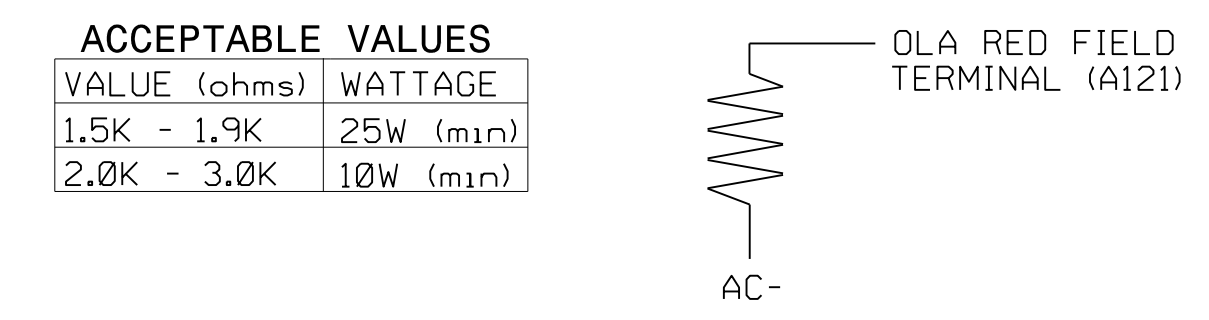 ACCEPTABLE VALUES
VALUE (ohms) WATTAGE
1.5K - 1.9K 25W (min)
2.0K - 3.0K 10W (min)
OLA RED FIELD
TERMINAL (A121)
AC-